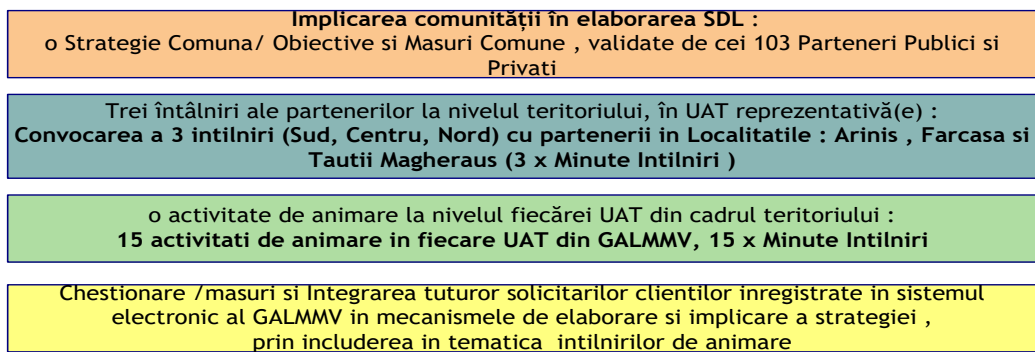 Implicarea comunității în elaborarea SDL :
o Strategie Comuna/ Obiective si Masuri Comune , validate de cei 103 Parteneri Publici si
Privati
Trei întâlniri ale partenerilor la nivelul teritoriului, în UAT reprezentativă(e) :
Convocarea a 3 intilniri (Sud, Centru, Nord) cu partenerii in Localitatile : Arinis , Farcasa si
Tautii Magheraus (3 x Minute Intilniri )
o activitate de animare la nivelul fiecărei UAT din cadrul teritoriului :
15 activitati de animare in fiecare UAT din GALMMV, 15 x Minute Intilniri
Chestionare /masuri si Integrarea tuturor solicitarilor clientilor inregistrate in sistemul
electronic al GALMMV in mecanismele de elaborare si implicare a strategiei ,
prin includerea in tematica intilnirilor de animare